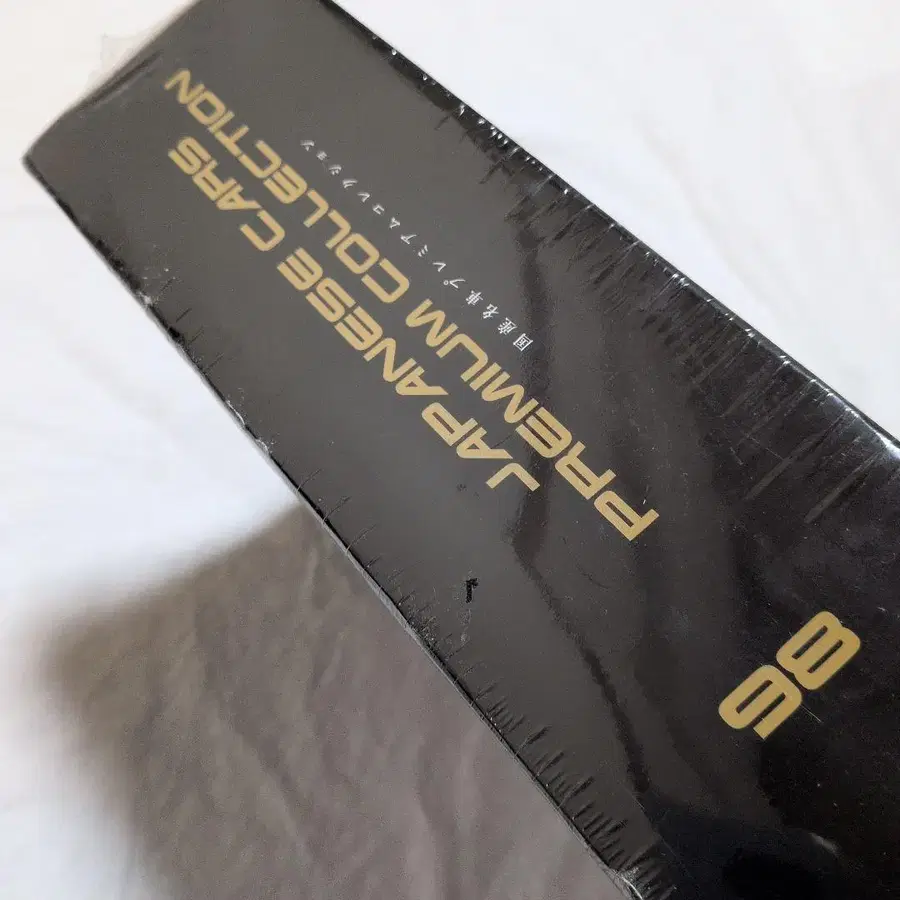 86
JAPANESE CARS
PREMIUM COLLECTION
国産名車プレミアムコレクション